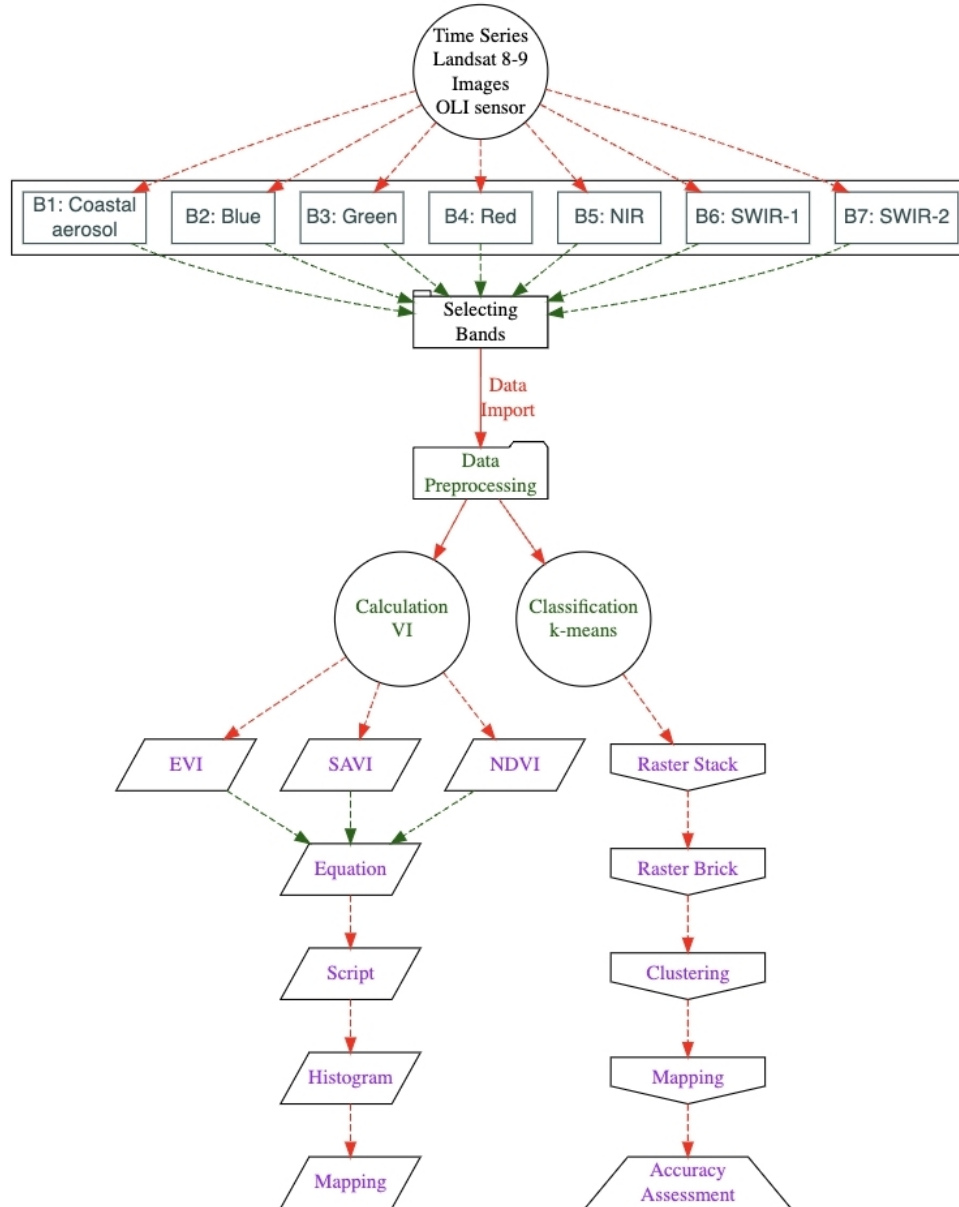 Time Series
Landsat 8-9
Images
OLI sensor
B1: Coastal
aerosol
B2: Blue
B3: Green
B4: Red
B5: NIR
B6: SWIR-1
B7: SWIR-2
Selecting
Bands
Data
Import
Data
Preprocessing
Calculation
VI
Classification
k-means
EVI
SAVI
NDVI
Raster Stack
Equation
Raster Brick
Script
Clustering
Histogram
Mapping
Mapping
Accuracy
Assessment